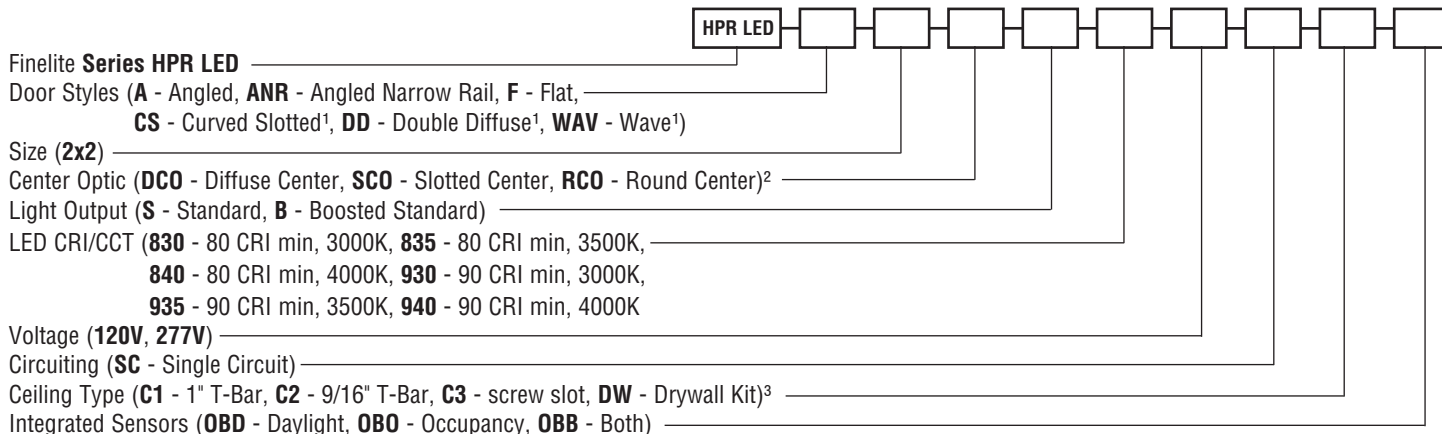 HPR LED
Finelite Series HPR LED
Door Styles (A - Angled, ANR - Angled Narrow Rail, F - Flat,
CS - Curved Slotted¹, DD - Double Diffuse¹, WAV - Wave¹)
Size (2x2)
Center Optic (DCO - Diffuse Center, SCO - Slotted Center, RCO - Round Center)²
Light Output (S - Standard, B - Boosted Standard)
LED CRI/CCT (830 - 80 CRI min, 3000K, 835 - 80 CRI min, 3500K,
840 - 80 CRI min, 4000K, 930 - 90 CRI min, 3000K,
935 - 90 CRI min, 3500K, 940 - 90 CRI min, 4000K
Voltage (120V, 277V)
Circuiting (SC - Single Circuit)
Ceiling Type (C1 - 1" T-Bar, C2 - 9/16" T-Bar, C3 - screw slot, DW - Drywall Kit)³
Integrated Sensors (OBD - Daylight, OBO - Occupancy, OBB - Both)